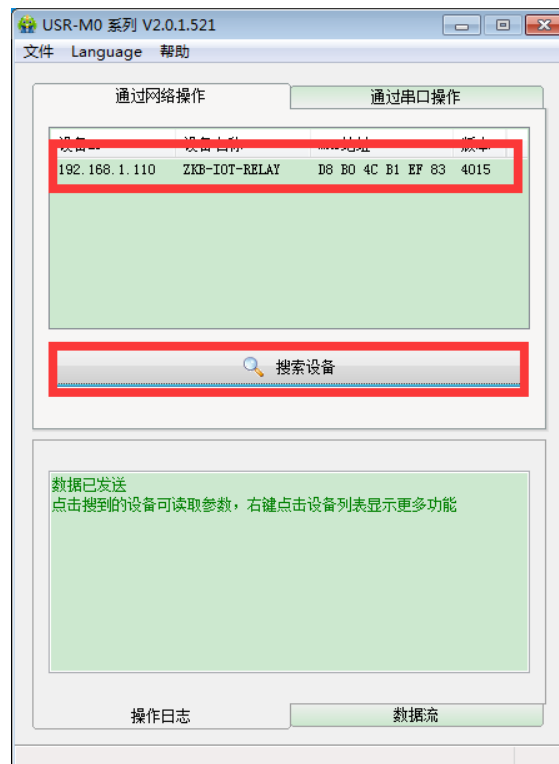 USR-M0 系列 V2.0.1.521
文件 Language 帮助
通过网络操作 通过串口操作
192.168.1.110 ZKB-IOT-RELAY D8 B0 4C B1 EF 83 4015
搜索设备
数据已发送
点击搜到的设备可读取参数，右键点击设备列表显示更多功能
操作日志 数据流